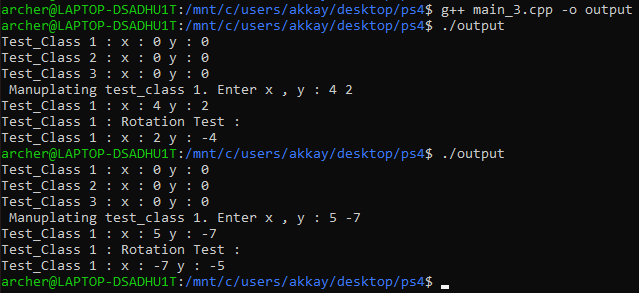 archer@LAPTOP-DSADHU1T:/mnt/c/users/akkay/desktop/ps4$ g++ main_3.cpp -o output
archer@LAPTOP-DSADHU1T:/mnt/c/users/akkay/desktop/ps4$ ./output
Test_Class 1 : x : 0 y : 0
Test_Class 2 : x : 0 y : 0
Test_Class 3 : x : 0 y : 0
 Manuplating test_class 1. Enter x , y : 4 2
Test_Class 1 : x : 4 y : 2
Test_Class 1 : Rotation Test :
Test_Class 1 : x : 2 y : -4
archer@LAPTOP-DSADHU1T:/mnt/c/users/akkay/desktop/ps4$ ./output
Test_Class 1 : x : 0 y : 0
Test_Class 2 : x : 0 y : 0
Test_Class 3 : x : 0 y : 0
 Manuplating test_class 1. Enter x , y : 5 -7
Test_Class 1 : x : 5 y : -7
Test_Class 1 : Rotation Test :
Test_Class 1 : x : -7 y : -5
archer@LAPTOP-DSADHU1T:/mnt/c/users/akkay/desktop/ps4$